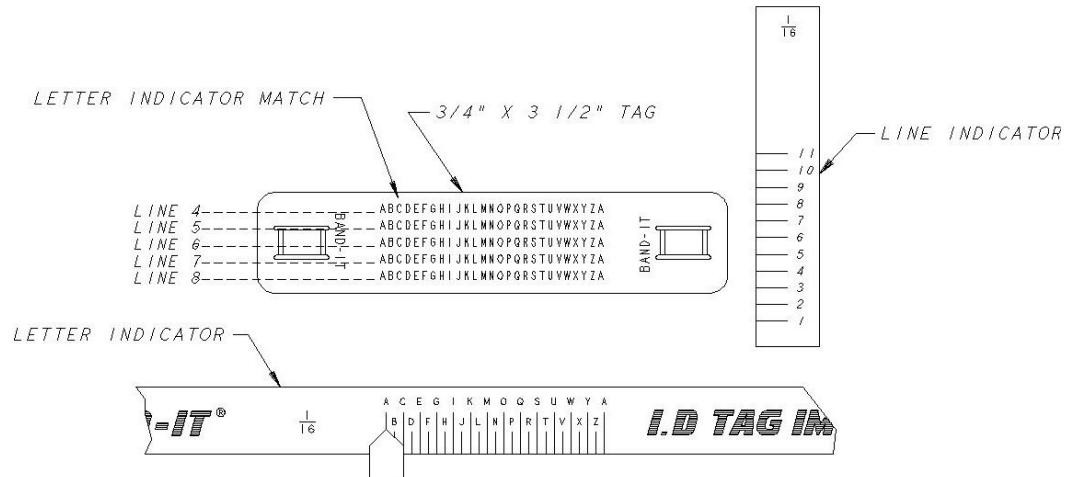 1/16
LETTER INDICATOR MATCH
3/4" X 3 1/2" TAG
LINE INDICATOR
11
10
9
8
7
6
5
4
3
2
1
LINE 4
LINE 5
LINE 6
LINE 7
LINE 8
BAND-IT
ABCDEFGHIJKLMNOPQRSTUVWXYZA
ABCDEFGHIJKLMNOPQRSTUVWXYZA
ABCDEFGHIJKLMNOPQRSTUVWXYZA
ABCDEFGHIJKLMNOPQRSTUVWXYZA
ABCDEFGHIJKLMNOPQRSTUVWXYZA
BAND-IT
LETTER INDICATOR
-IT®
1/16
A C E G I K M O Q S U W Y A
B D F H J L N P R T V X Z
I.D TAG IM